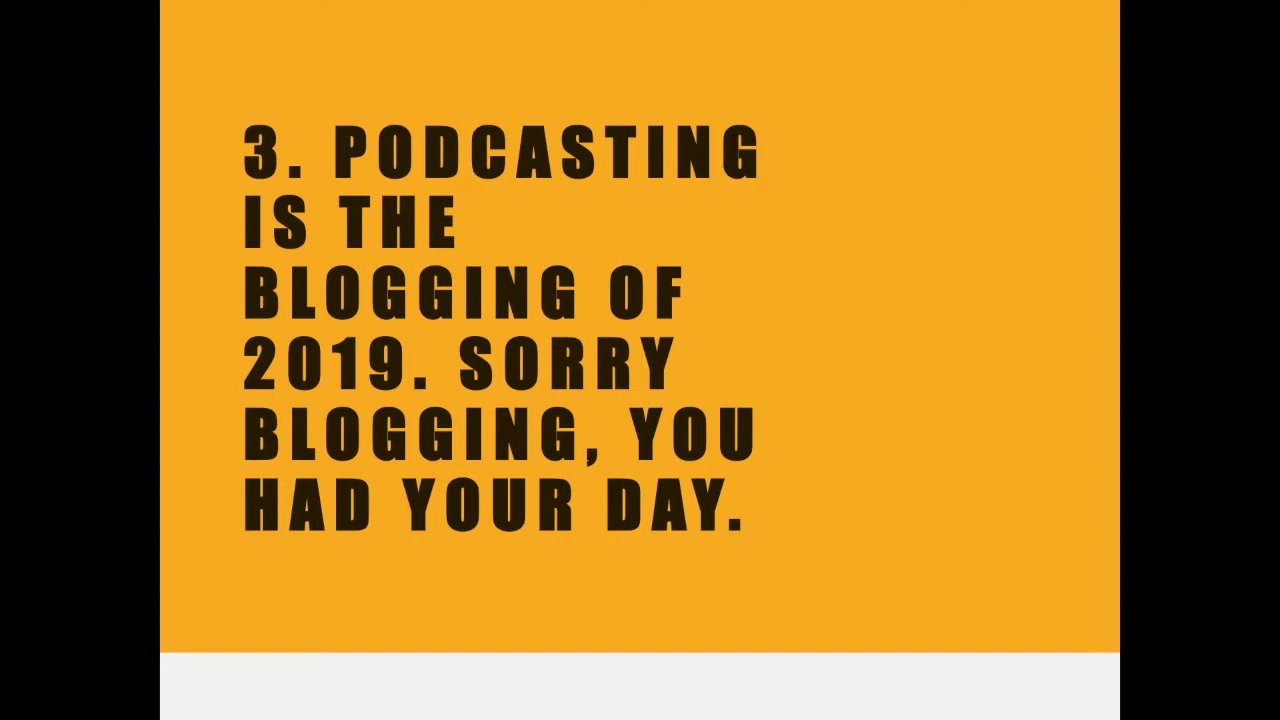 3. PODCASTING
IS THE
BLOGGING OF
2019. SORRY
BLOGGING, YOU
HAD YOUR DAY.